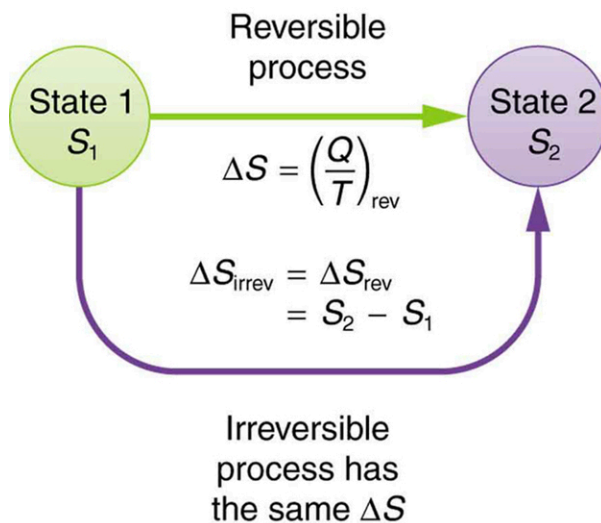 Reversible
process
State 1
S₁
State 2
S₂
ΔS = (Q/T)rev
ΔSirrev = ΔSrev
= S₂ − S₁
Irreversible
process has
the same ΔS